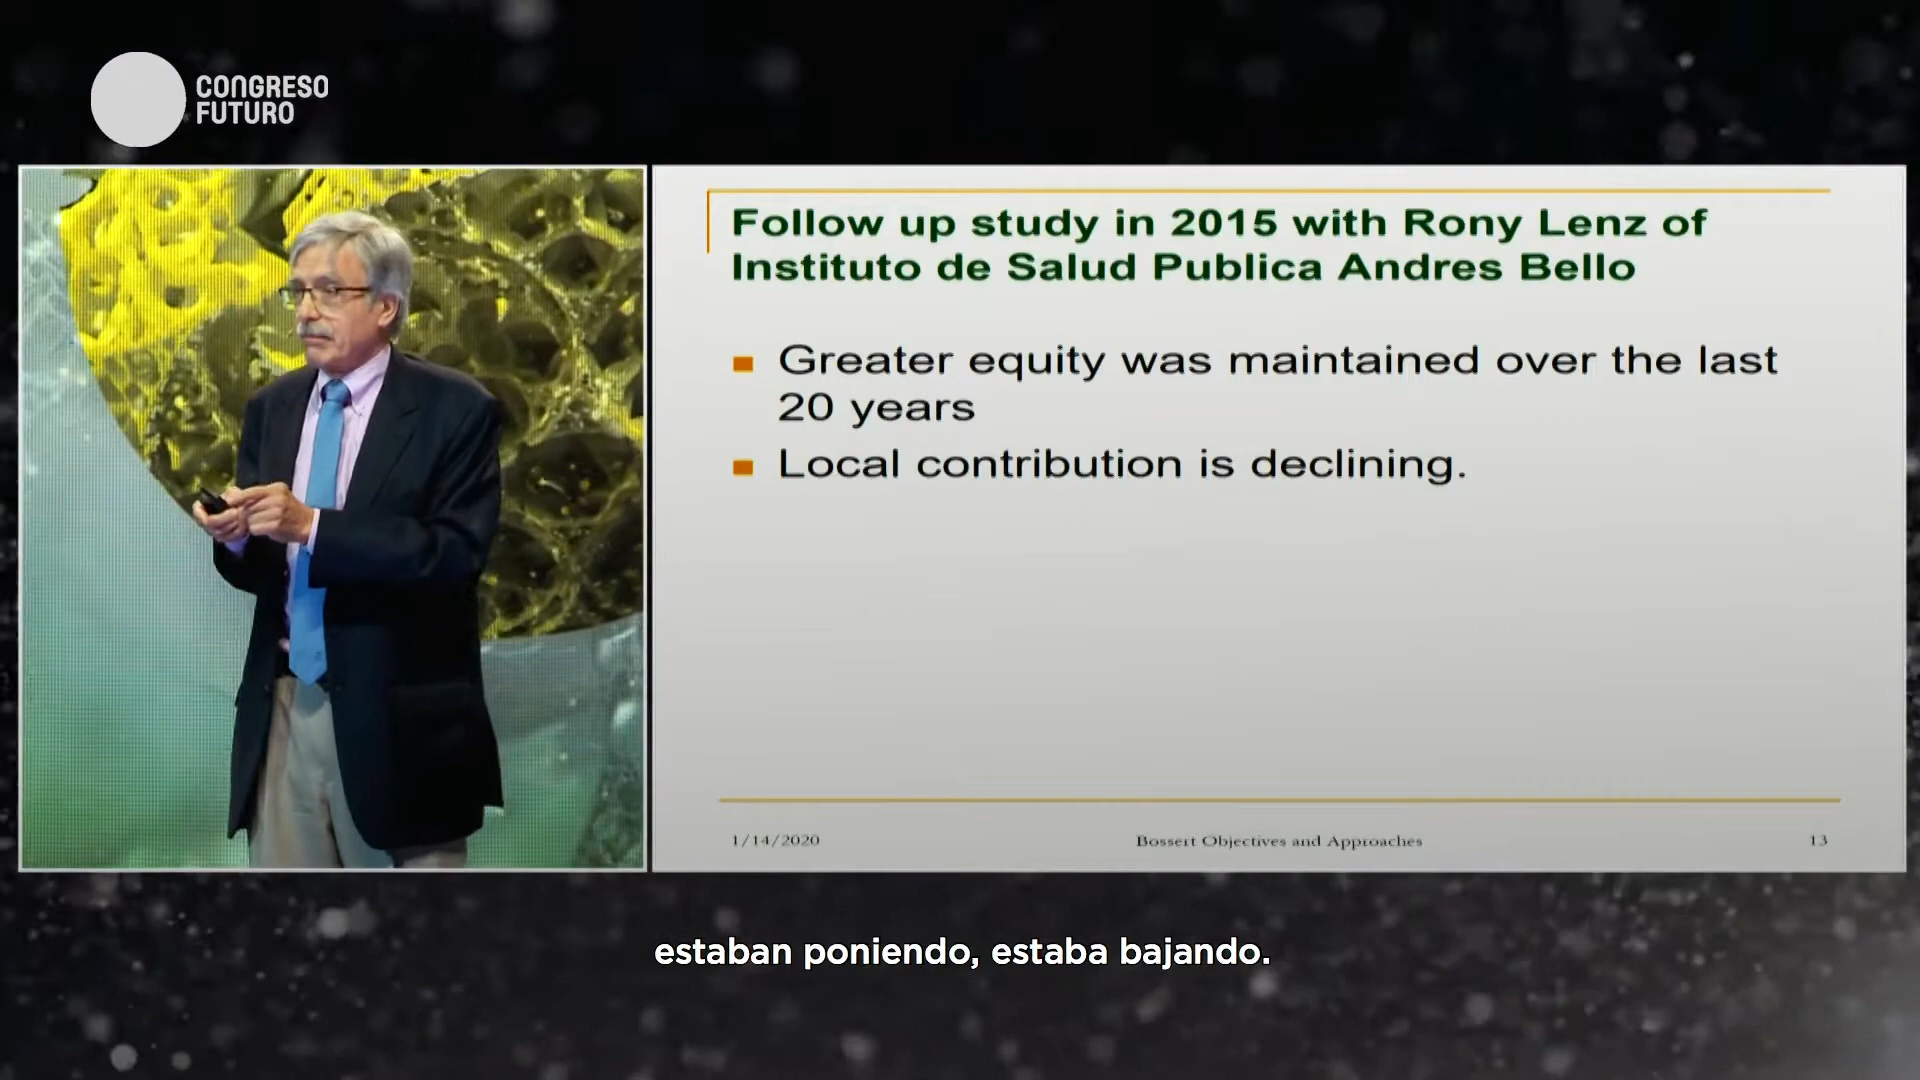 CONGRESO
FUTURO
Follow up study in 2015 with Rony Lenz of
Instituto de Salud Publica Andres Bello
Greater equity was maintained over the last
20 years
Local contribution is declining.
1/14/2020
Bossert Objectives and Approaches
13
estaban poniendo, estaba bajando.